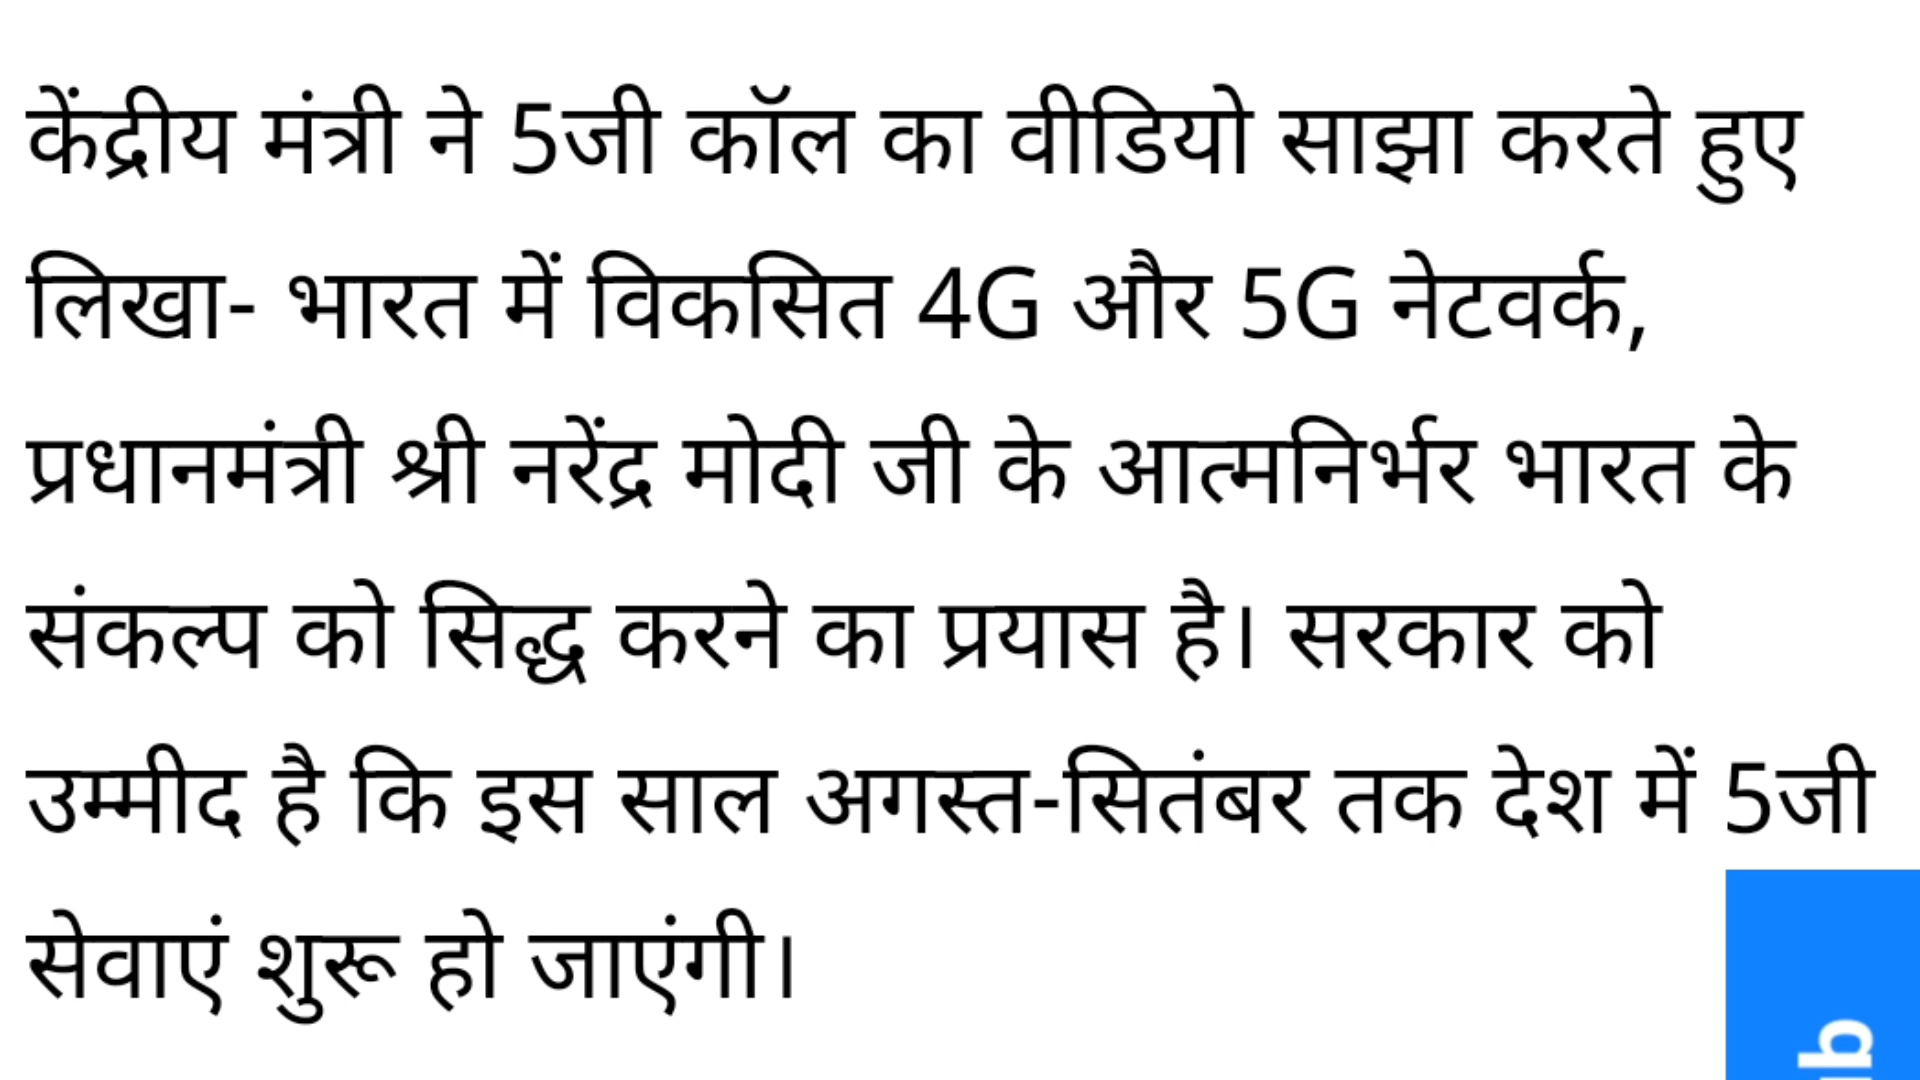 केंद्रीय मंत्री ने 5जी कॉल का वीडियो साझा करते हुए
लिखा- भारत में विकसित 4G और 5G नेटवर्क,
प्रधानमंत्री श्री नरेंद्र मोदी जी के आत्मनिर्भर भारत के
संकल्प को सिद्ध करने का प्रयास है। सरकार को
उम्मीद है कि इस साल अगस्त-सितंबर तक देश में 5जी
सेवाएं शुरू हो जाएंगी।